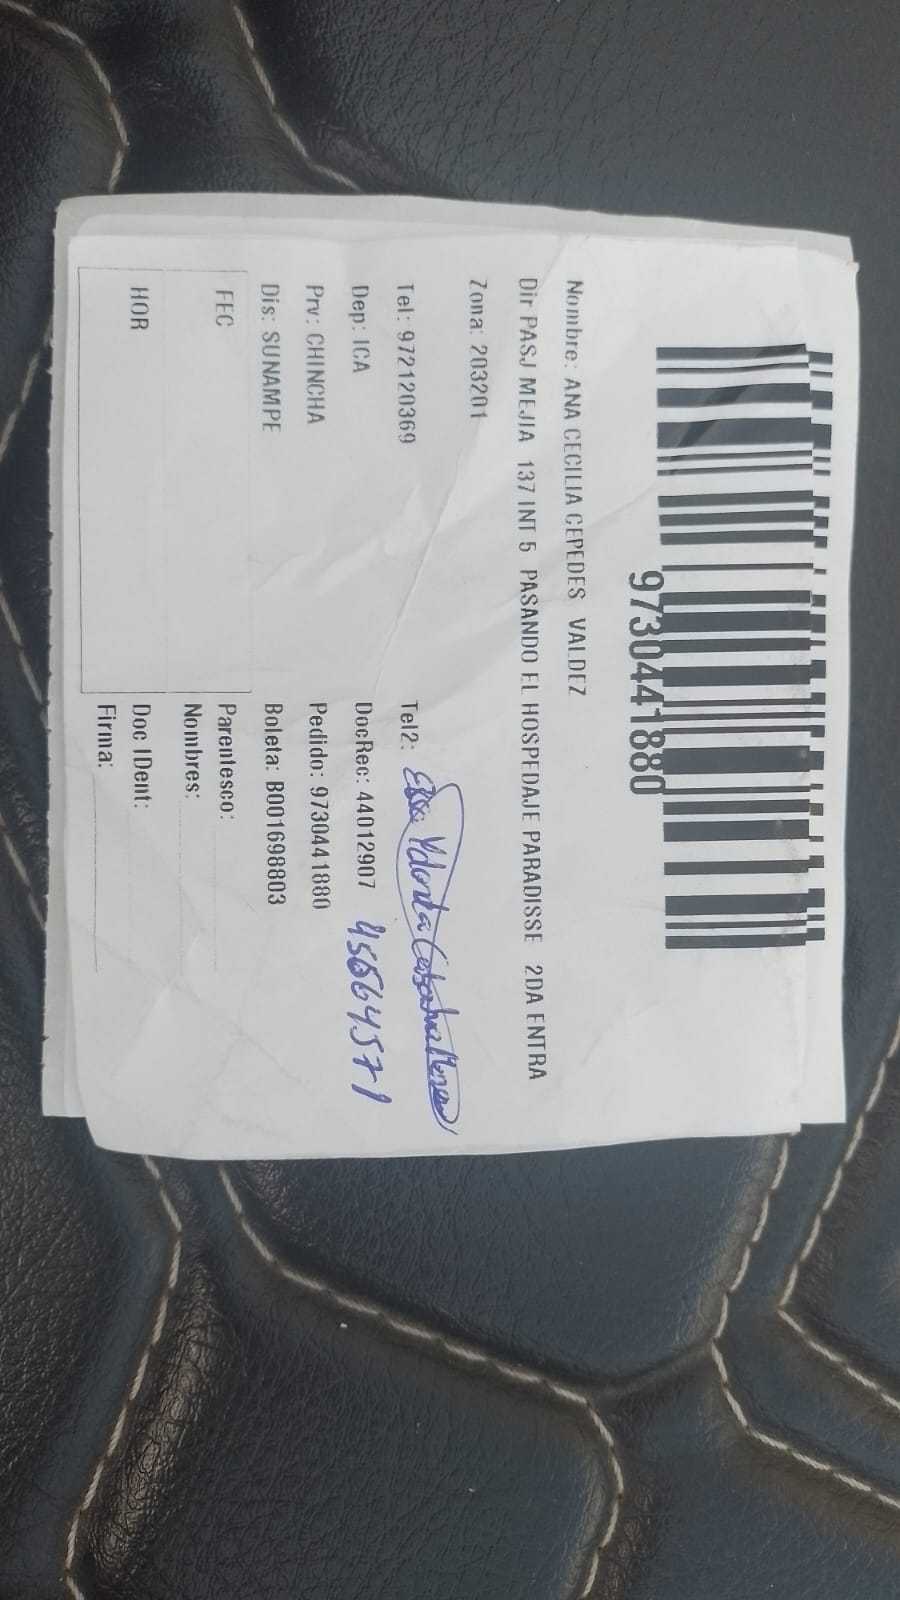 9730441880
Nombre: ANA CECILIA CEPEDES VALDEZ
Dir PASJ MEJIA 137 INT 5 PASANDO EL HOSPEDAJE PARADISSE 2DA ENTRA
Zona: 203201
Tel: 972120369
Tel2:
Dep: ICA
DocRec: 44012907 45664571
Prv: CHINCHA
Pedido: 9730441880
Dis: SUNAMPE
Boleta: B001698803
FEC
Parentesco:
Nombres:
HOR
Doc IDent:
Firma: